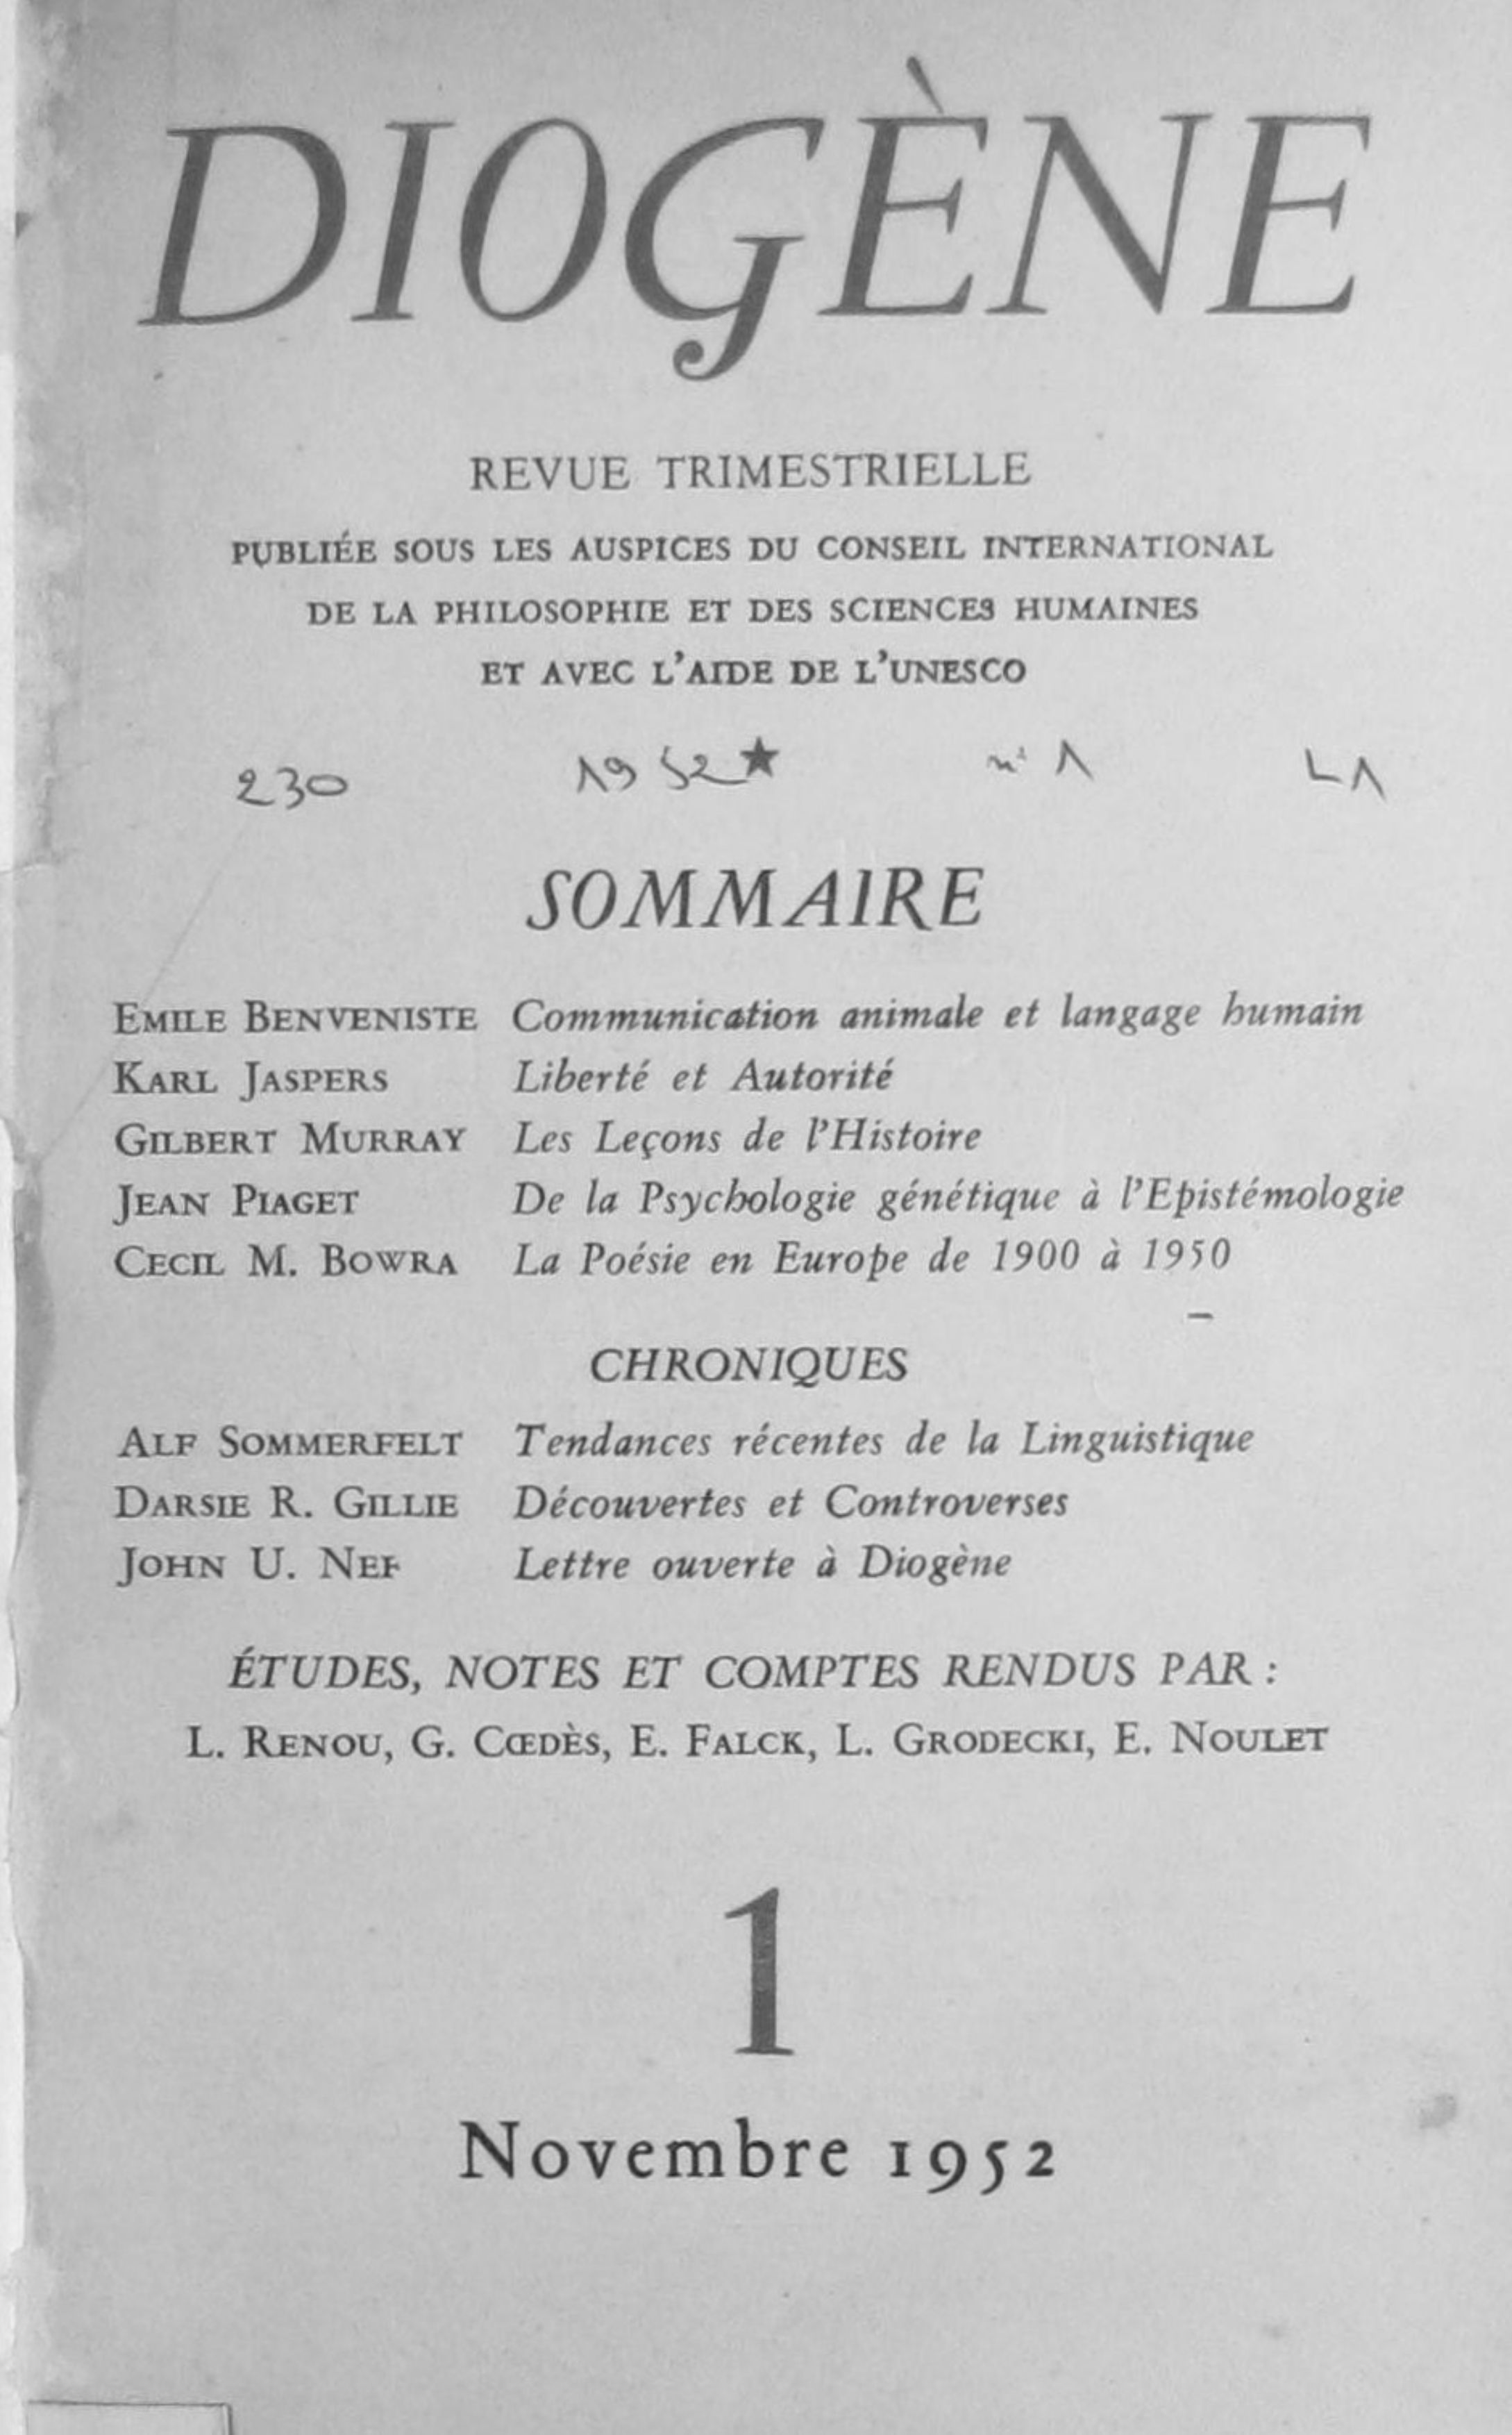 DIOGÈNE
REVUE TRIMESTRIELLE
PUBLIÉE SOUS LES AUSPICES DU CONSEIL INTERNATIONAL
DE LA PHILOSOPHIE ET DES SCIENCES HUMAINES
ET AVEC L'AIDE DE L'UNESCO
230 1952 ★ n° 1 L1
SOMMAIRE
EMILE BENVENISTE Communication animale et langage humain
KARL JASPERS Liberté et Autorité
GILBERT MURRAY Les Leçons de l'Histoire
JEAN PIAGET De la Psychologie génétique à l'Epistémologie
CECIL M. BOWRA La Poésie en Europe de 1900 à 1950
CHRONIQUES
ALF SOMMERFELT Tendances récentes de la Linguistique
DARSIE R. GILLIE Découvertes et Controverses
JOHN U. NEF Lettre ouverte à Diogène
ÉTUDES, NOTES ET COMPTES RENDUS PAR :
L. RENOU, G. CŒDÈS, E. FALCK, L. GRODECKI, E. NOULET
1
Novembre 1952